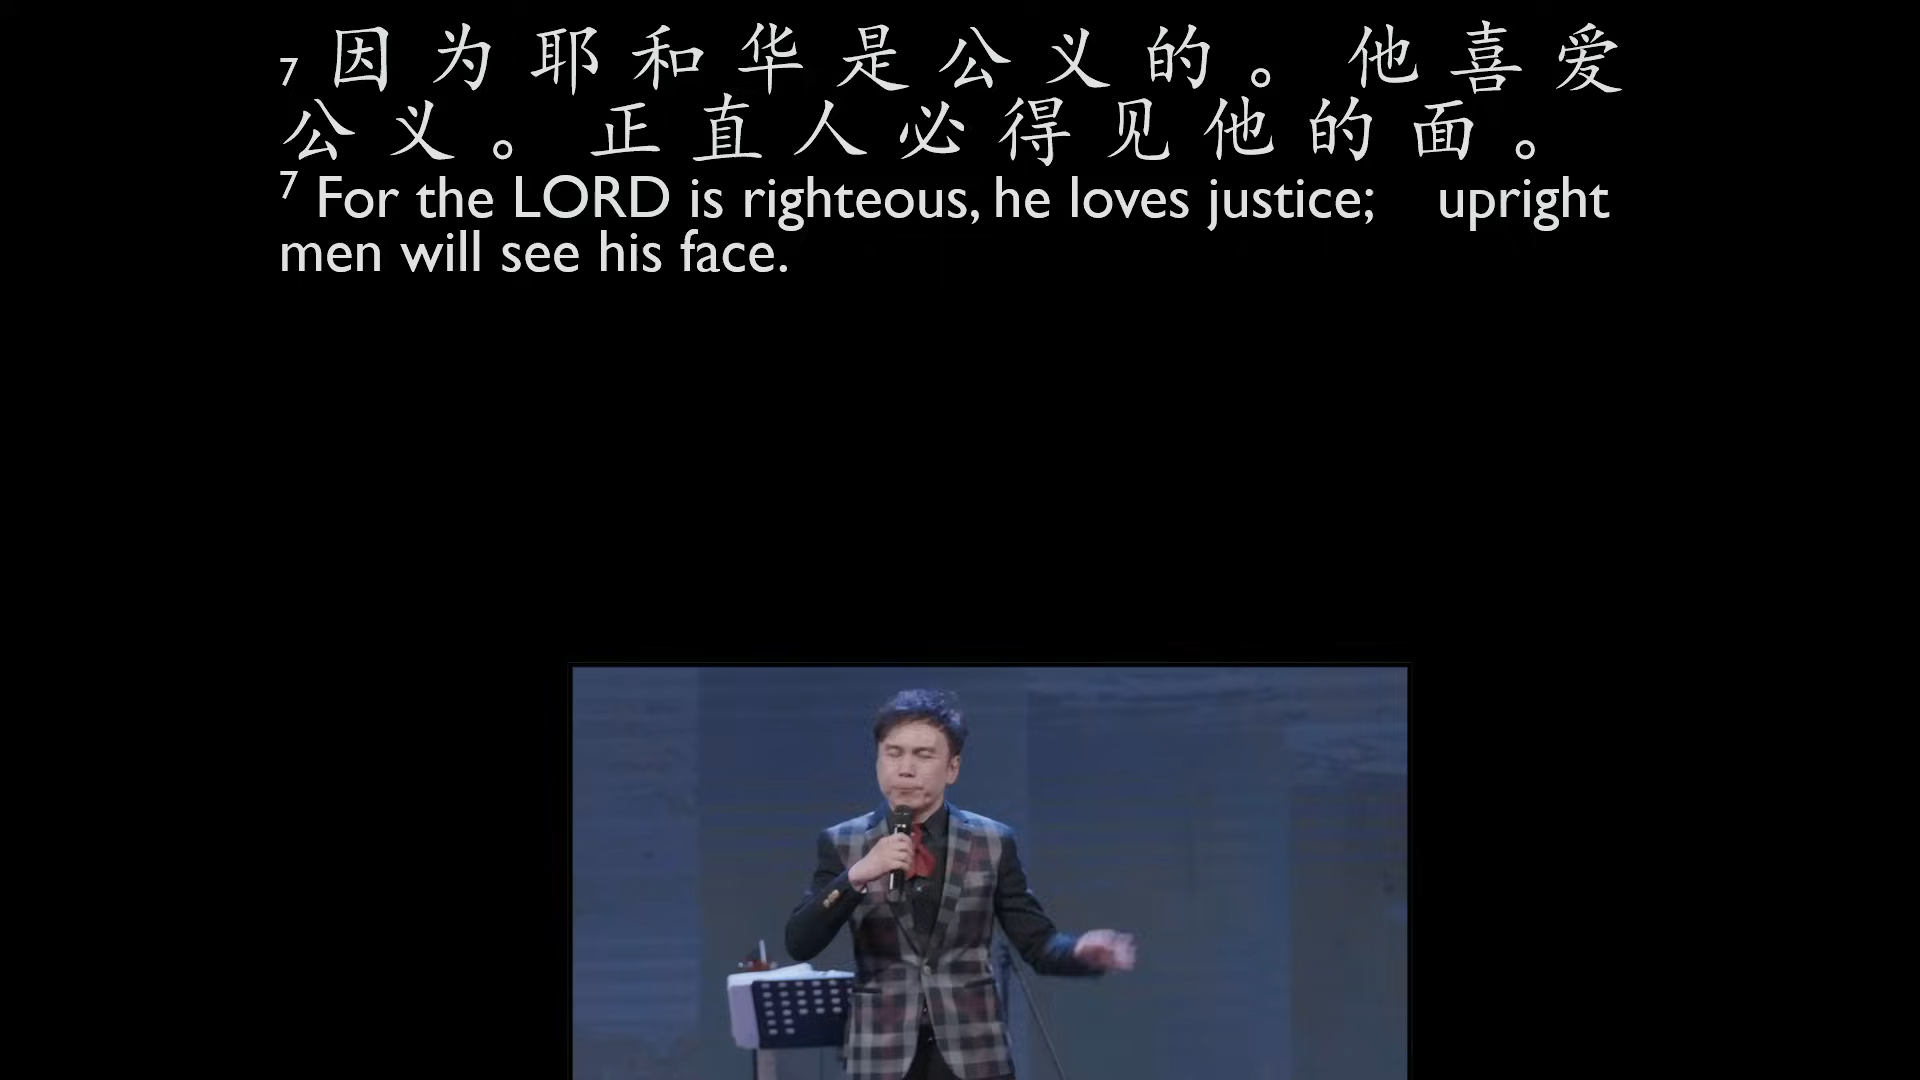 7 因为耶和华是公义的。他喜爱
公义。正直人必得见他的面。
7 For the LORD is righteous, he loves justice; upright
men will see his face.